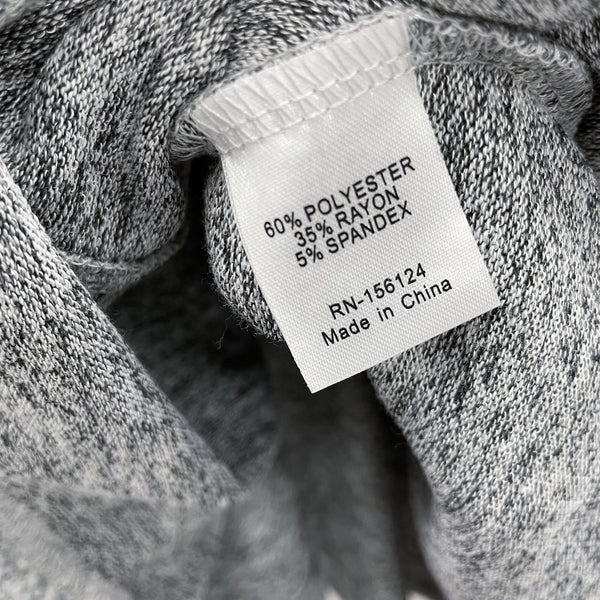 60% POLYESTER
35% RAYON
5% SPANDEX
RN-156124
Made in China